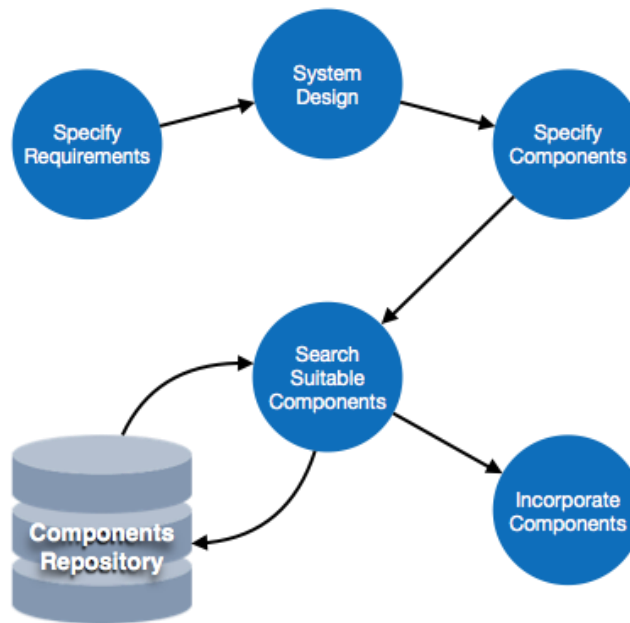 Specify
Requirements
System
Design
Specify
Components
Search
Suitable
Components
Components
Repository
Incorporate
Components